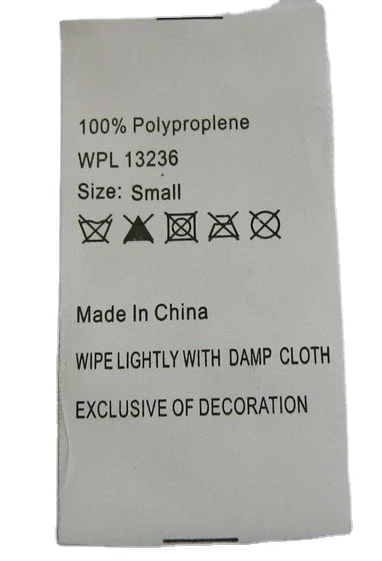 100% Polyproplene
WPL 13236
Size: Small
Made In China
WIPE LIGHTLY WITH DAMP CLOTH
EXCLUSIVE OF DECORATION